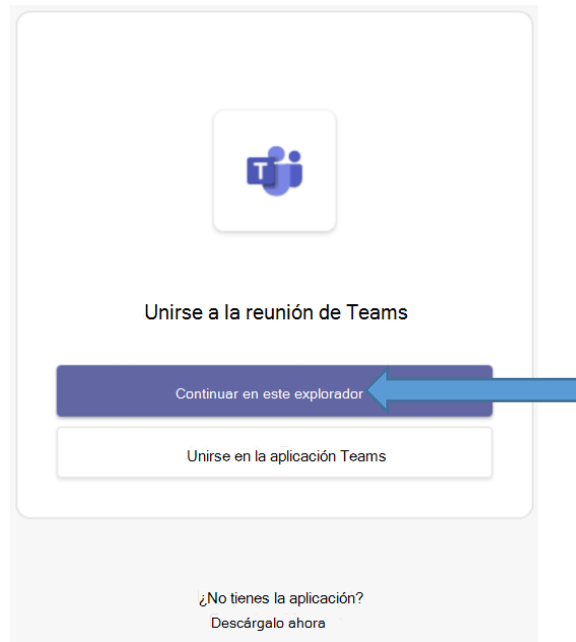 T
Unirse a la reunión de Teams
Continuar en este explorador
Unirse en la aplicación Teams
¿No tienes la aplicación?
Descárgalo ahora